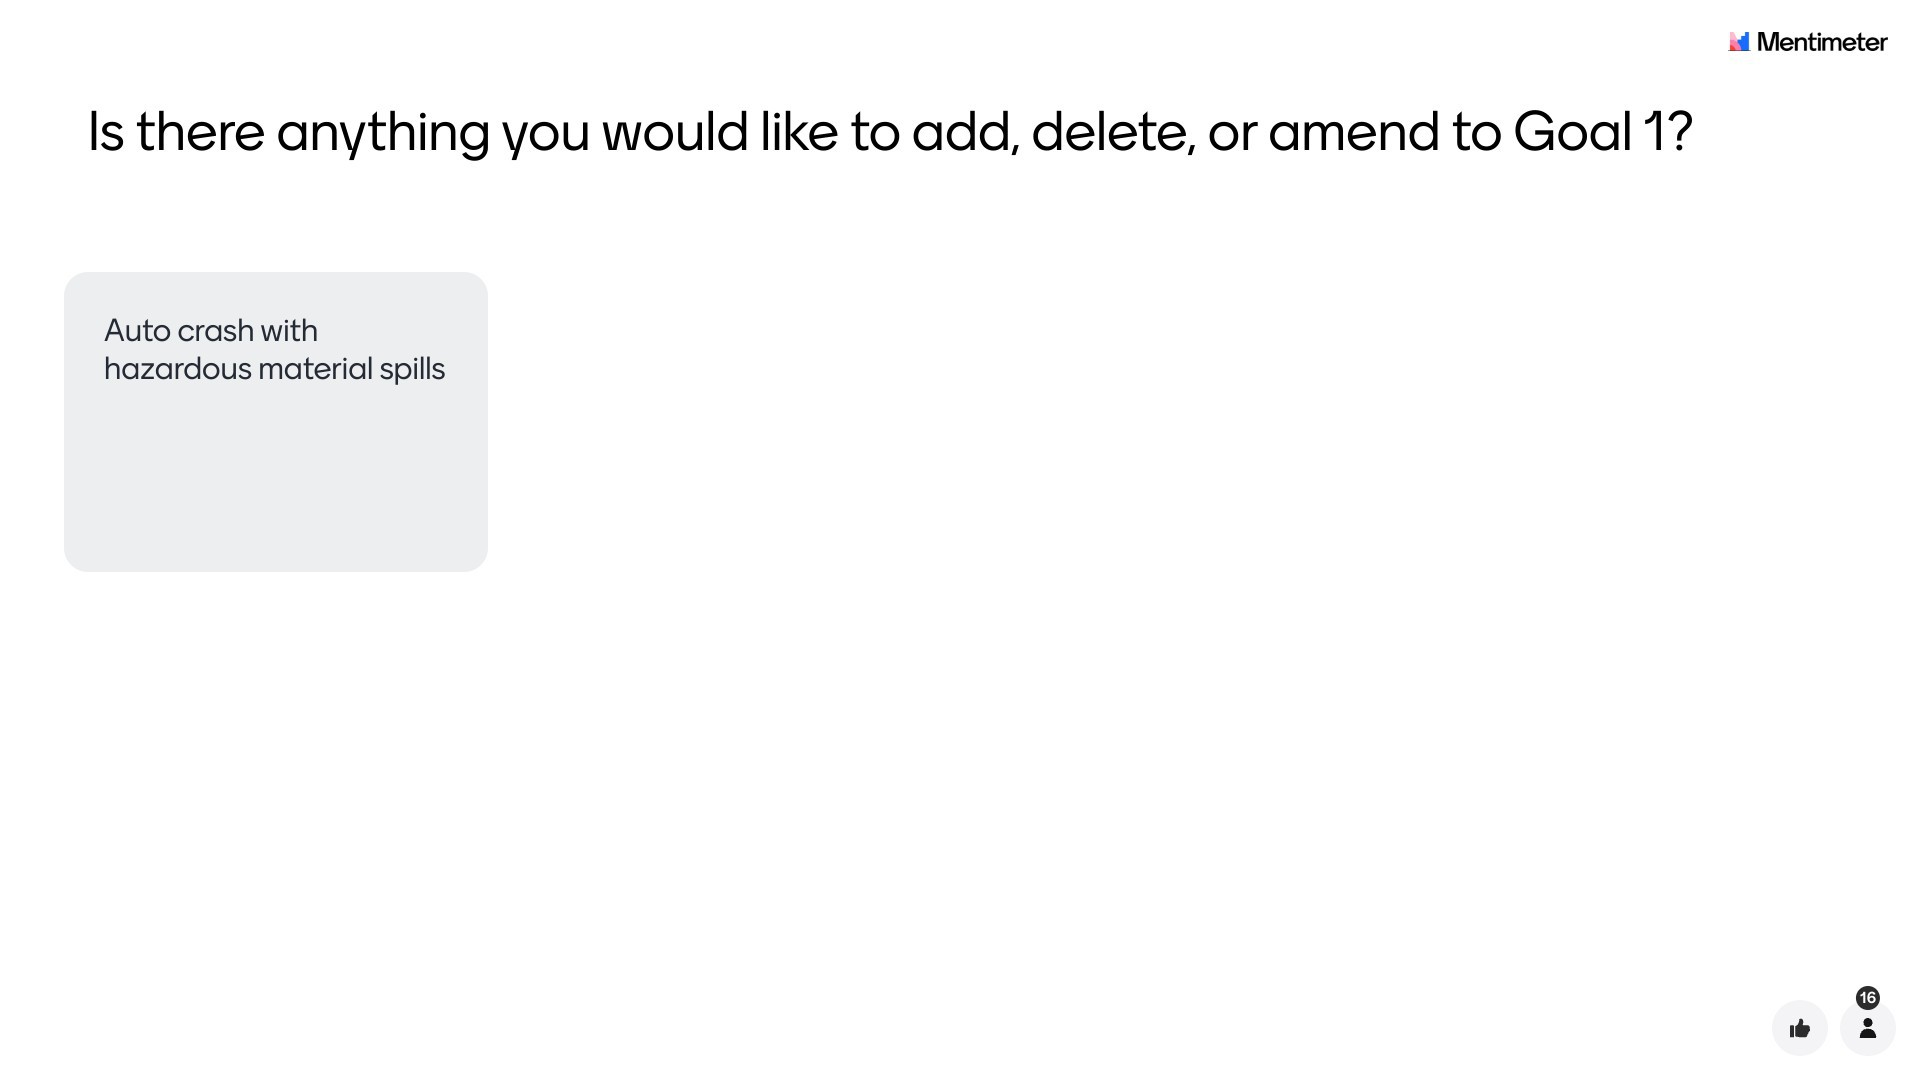 Mentimeter
Is there anything you would like to add, delete, or amend to Goal 1?
Auto crash with
hazardous material spills
16